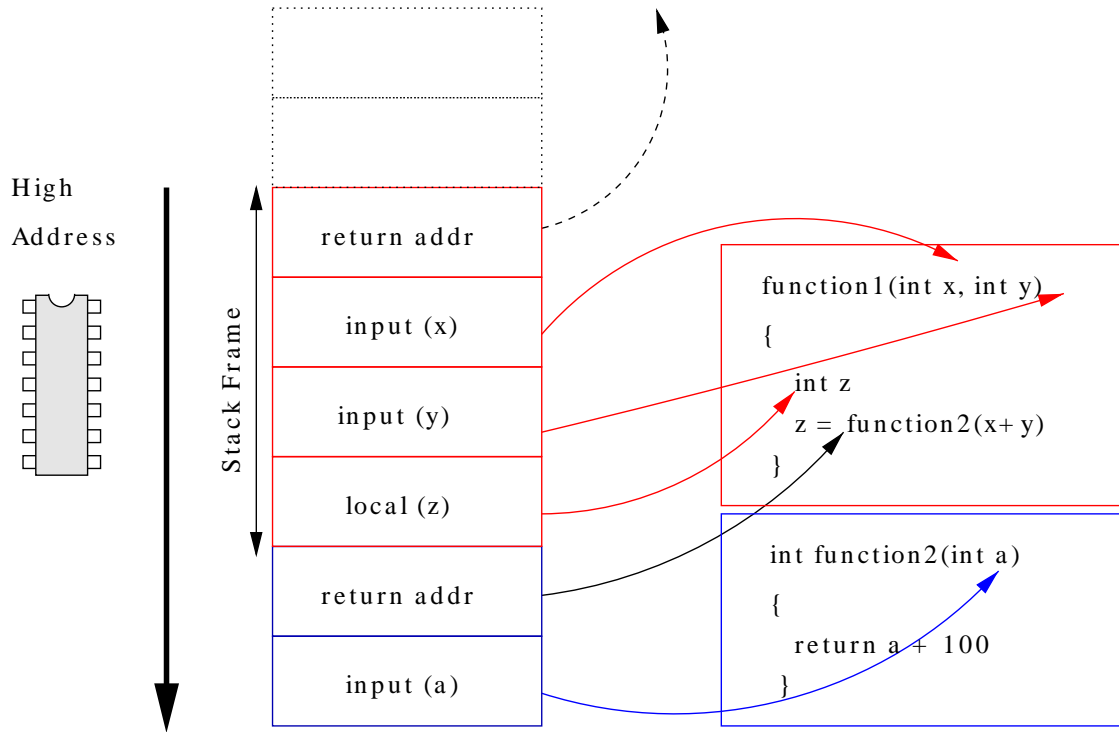 High
Address
Stack Frame
return addr
input (x)
input (y)
local (z)
return addr
input (a)
function1(int x, int y)
{
int z
z = function2(x+ y)
}
int function2(int a)
{
return a + 100
}